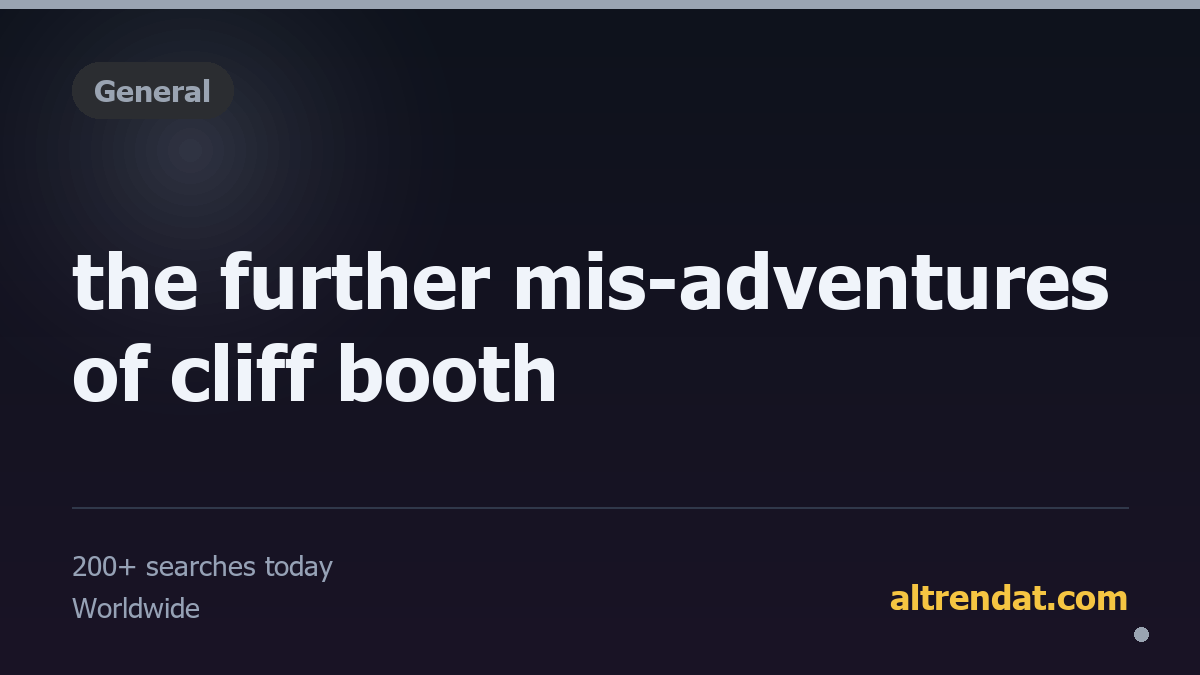 General
the further mis-adventures
of cliff booth
200+ searches today
Worldwide
altrendat.com